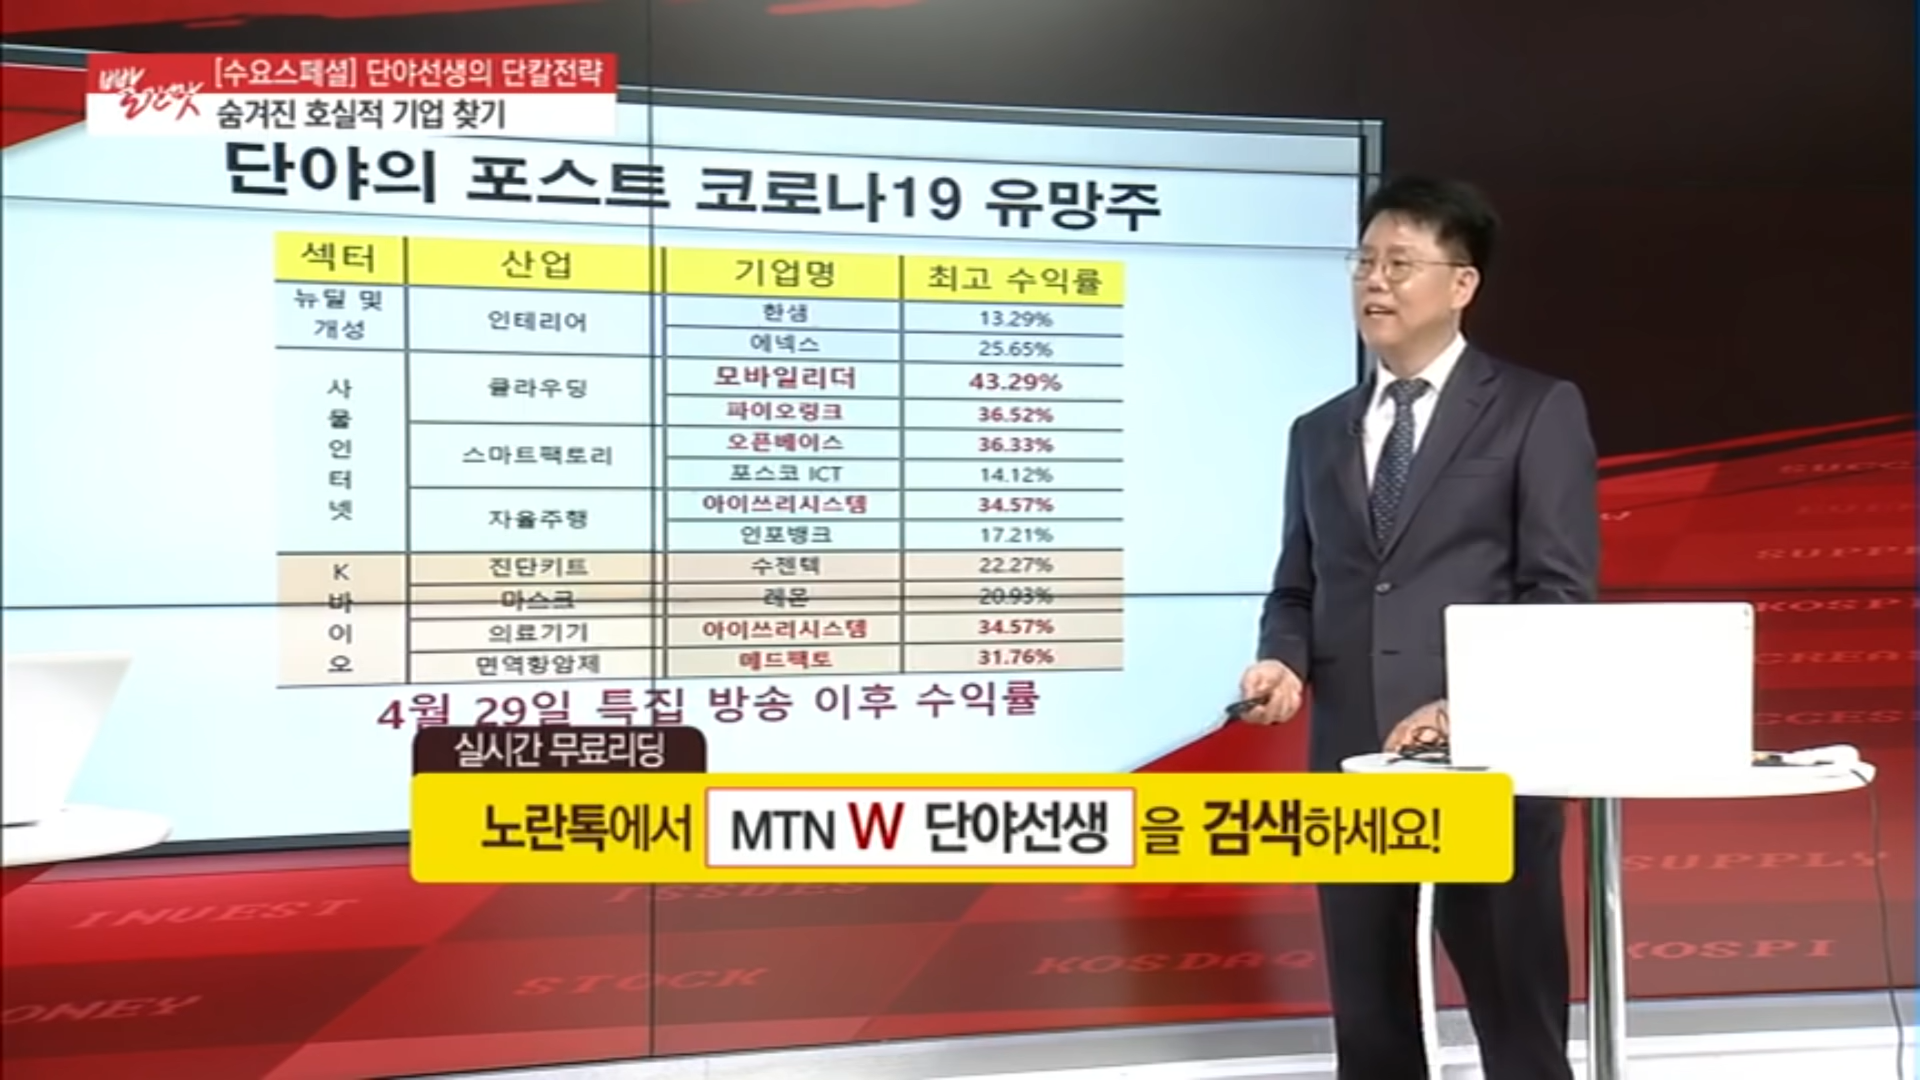 빨간맛
[수요스페셜] 단야선생의 단칼전략
숨겨진 호실적 기업 찾기
단야의 포스트 코로나19 유망주
섹터 산업 기업명 최고 수익률
뉴딜 및 개성 인테리어 한샘 13.29%
에넥스 25.65%
사물인터넷 클라우딩 모바일리더 43.29%
파이오링크 36.52%
스마트팩토리 오픈베이스 36.33%
포스코 ICT 14.12%
자율주행 아이쓰리시스템 34.57%
인포뱅크 17.21%
K바이오 진단키트 수젠텍 22.27%
마스크 레몬 20.93%
의료기기 아이쓰리시스템 34.57%
면역항암제 메드팩토 31.76%
4월 29일 특집 방송 이후 수익률
실시간 무료리딩
노란톡에서 MTN W 단야선생 을 검색하세요!
INVEST
ISSUES
SUPPLY
STOCK
KOSDAQ
KOSPI